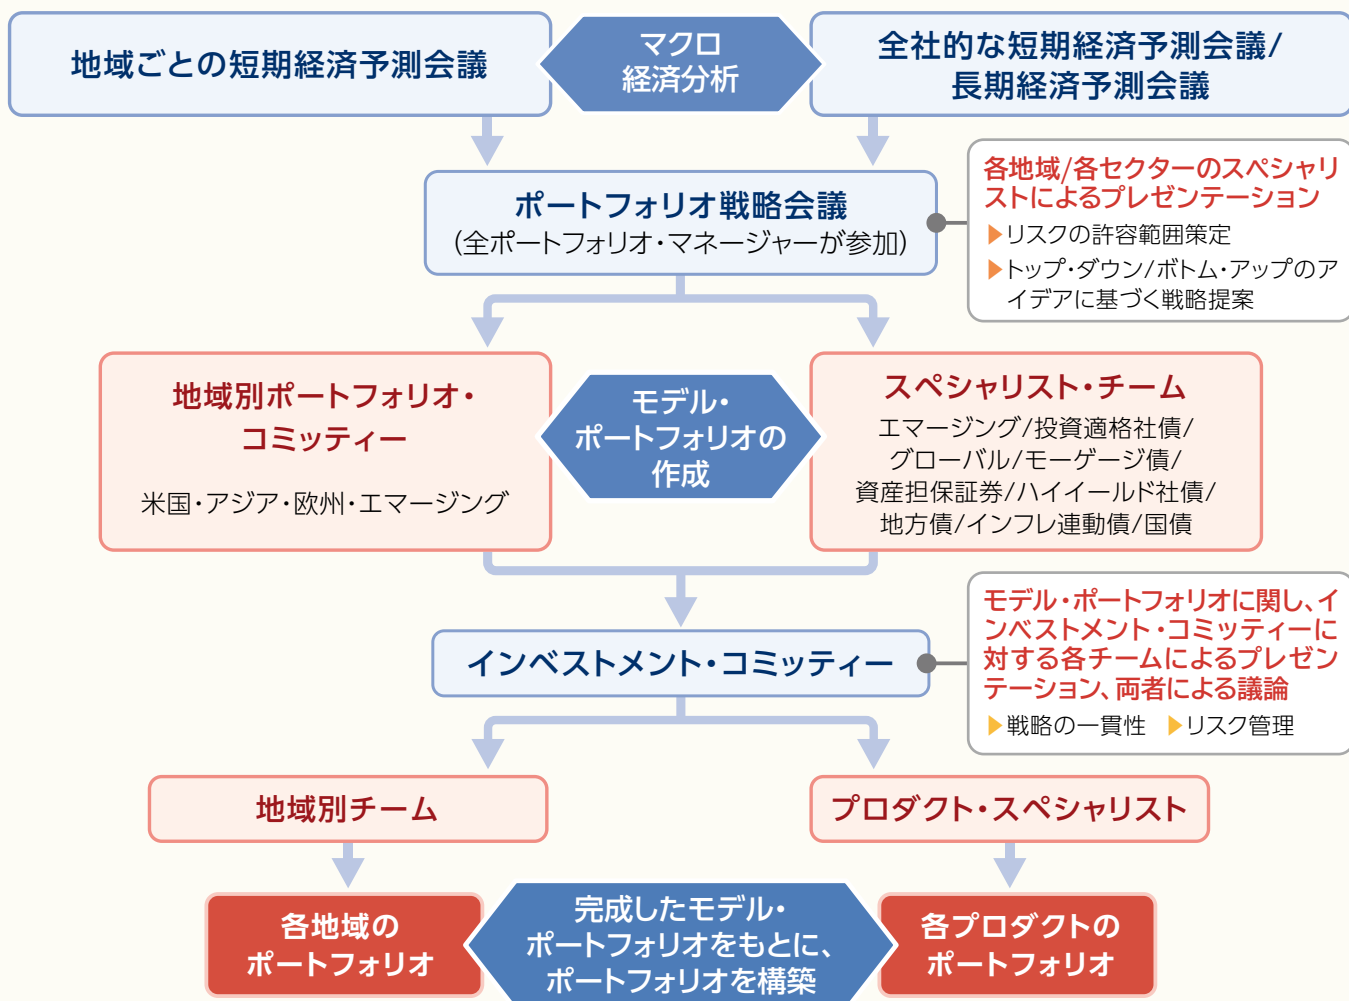 地域ごとの短期経済予測会議
マクロ
経済分析
全社的な短期経済予測会議/
長期経済予測会議
ポートフォリオ戦略会議
(全ポートフォリオ・マネージャーが参加)
各地域/各セクターのスペシャリ
ストによるプレゼンテーション
▶リスクの許容範囲策定
▶トップ・ダウン/ボトム・アップのア
イデアに基づく戦略提案
地域別ポートフォリオ・
コミッティー
米国・アジア・欧州・エマージング
モデル・
ポートフォリオの
作成
スペシャリスト・チーム
エマージング/投資適格社債/
グローバル/モーゲージ債/
資産担保証券/ハイイールド社債/
地方債/インフレ連動債/国債
インベストメント・コミッティー
モデル・ポートフォリオに関し、イ
ンベストメント・コミッティーに
対する各チームによるプレゼン
テーション、両者による議論
▶戦略の一貫性 ▶リスク管理
地域別チーム
プロダクト・スペシャリスト
各地域の
ポートフォリオ
完成したモデル・
ポートフォリオをもとに、
ポートフォリオを構築
各プロダクトの
ポートフォリオ